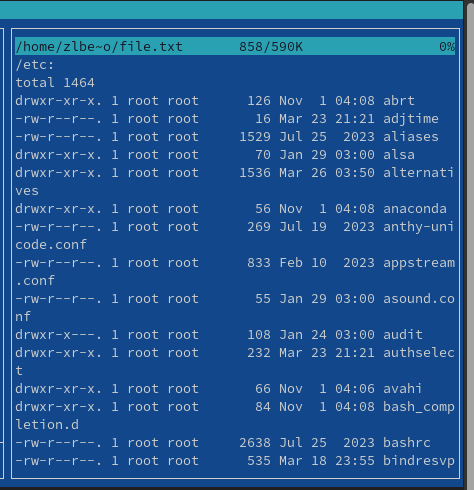 /home/zlbe~o/file.txt 858/590K 0%
/etc:
total 1464
drwxr-xr-x. 1 root root 126 Nov 1 04:08 abrt
-rw-r--r--. 1 root root 16 Mar 23 21:21 adjtime
-rw-r--r--. 1 root root 1529 Jul 25 2023 aliases
drwxr-xr-x. 1 root root 70 Jan 29 03:00 alsa
drwxr-xr-x. 1 root root 1536 Mar 26 03:50 alternati
ves
drwxr-xr-x. 1 root root 56 Nov 1 04:08 anaconda
-rw-r--r--. 1 root root 269 Jul 19 2023 anthy-uni
code.conf
-rw-r--r--. 1 root root 833 Feb 10 2023 appstream
.conf
-rw-r--r--. 1 root root 55 Jan 29 03:00 asound.co
nf
drwxr-x---. 1 root root 108 Jan 24 03:00 audit
drwxr-xr-x. 1 root root 232 Mar 23 21:21 authselec
t
drwxr-xr-x. 1 root root 66 Nov 1 04:06 avahi
drwxr-xr-x. 1 root root 84 Nov 1 04:08 bash_comp
letion.d
-rw-r--r--. 1 root root 2638 Jul 25 2023 bashrc
-rw-r--r--. 1 root root 535 Mar 18 23:55 bindresvp